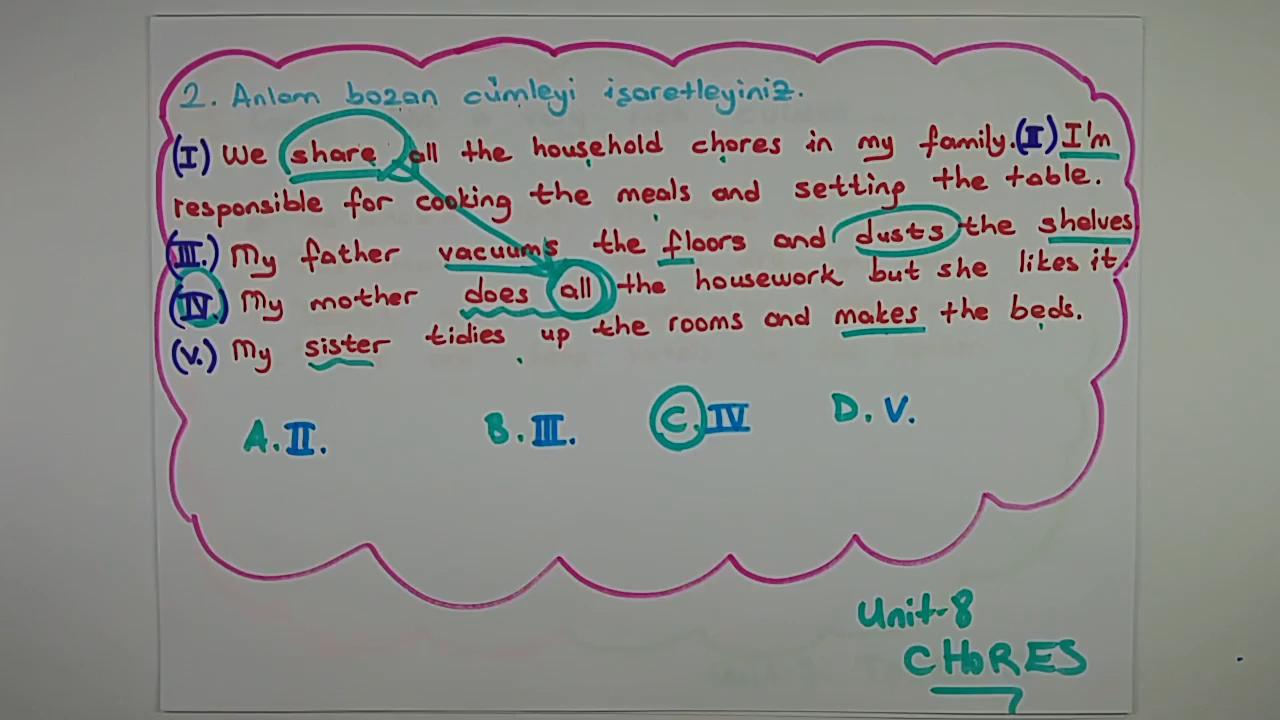 2. Anlam bozan cümleyi işaretleyiniz.
(I) We share all the household chores in my family. (II) I'm
responsible for cooking the meals and setting the table.
(III.) My father vacuums the floors and dusts the shelves
(IV.) My mother does all the housework but she likes it.
(V.) My sister tidies up the rooms and makes the beds.
A. II. B. III. C. IV D. V.
Unit-8
CHORES